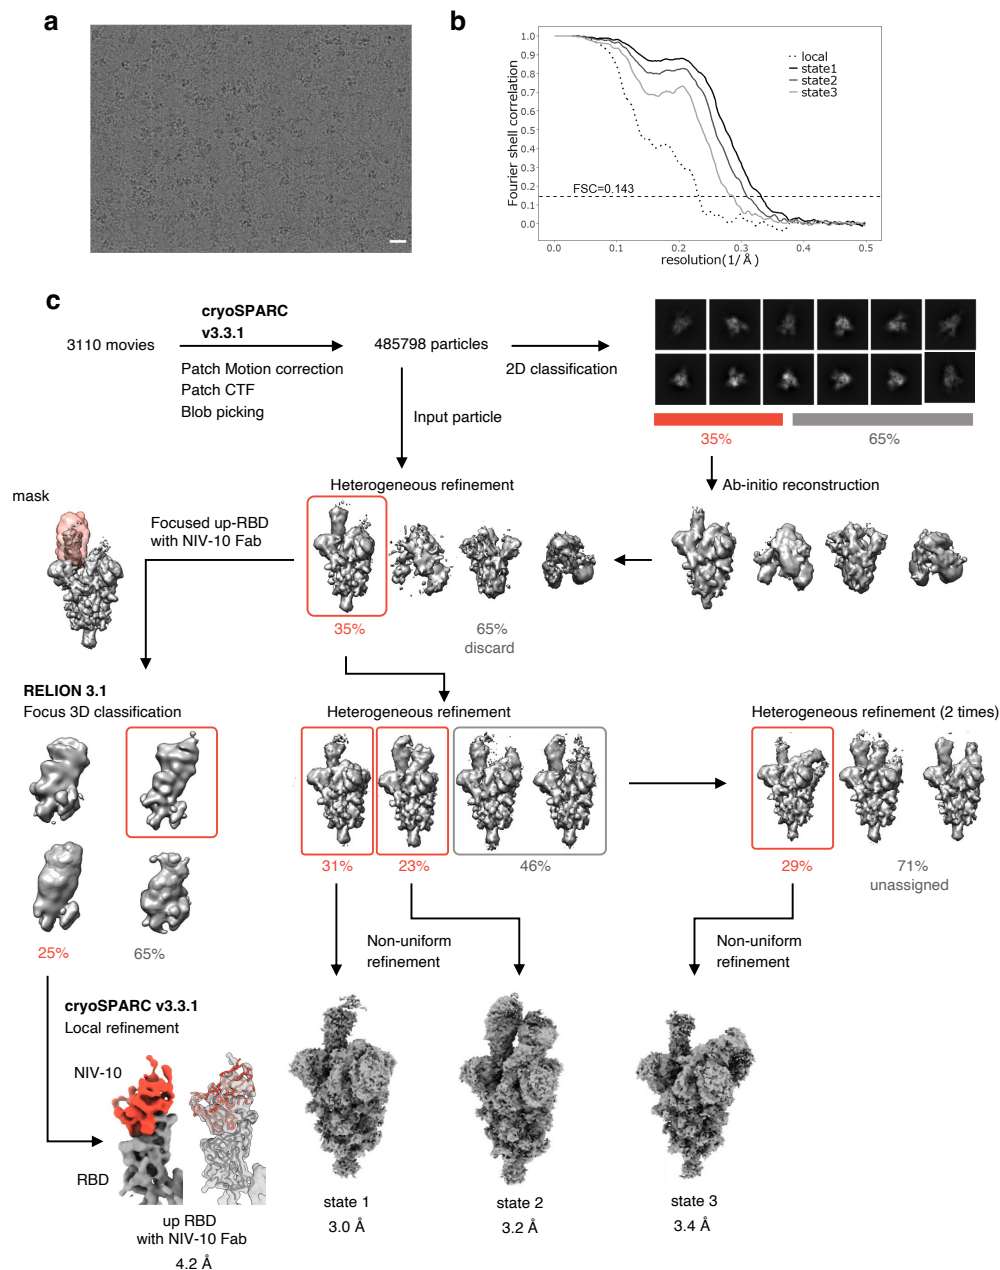 a
b
1.0
0.9
0.8
0.7
0.6
0.5
0.4
0.3
0.2
0.1
0.0
Fourier shell correlation
local
state1
state2
state3
FSC=0.143
0.0
0.1
0.2
0.3
0.4
0.5
resolution(1/Å)
c
3110 movies
cryoSPARC
v3.3.1
Patch Motion correction
Patch CTF
Blob picking
485798 particles
2D classification
35%
65%
Input particle
Ab-initio reconstruction
Heterogeneous refinement
35%
65%
discard
mask
Focused up-RBD
with NIV-10 Fab
RELION 3.1
Focus 3D classification
25%
65%
Heterogeneous refinement
31%
23%
46%
Heterogeneous refinement (2 times)
29%
71%
unassigned
Non-uniform
refinement
Non-uniform
refinement
cryoSPARC v3.3.1
Local refinement
NIV-10
RBD
up RBD
with NIV-10 Fab
4.2 Å
state 1
3.0 Å
state 2
3.2 Å
state 3
3.4 Å